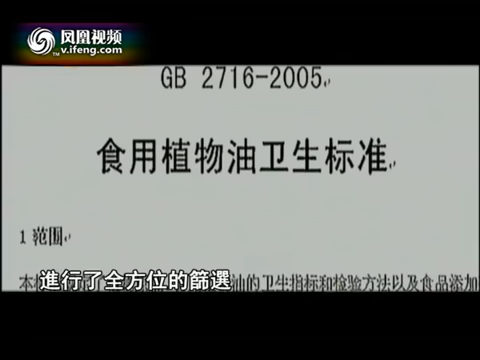 凤凰视频
v.ifeng.com
GB 2716-2005
食用植物油卫生标准
1 范围
本
進行了全方位的篩選
油的卫生指标和检验方法以及食品添加